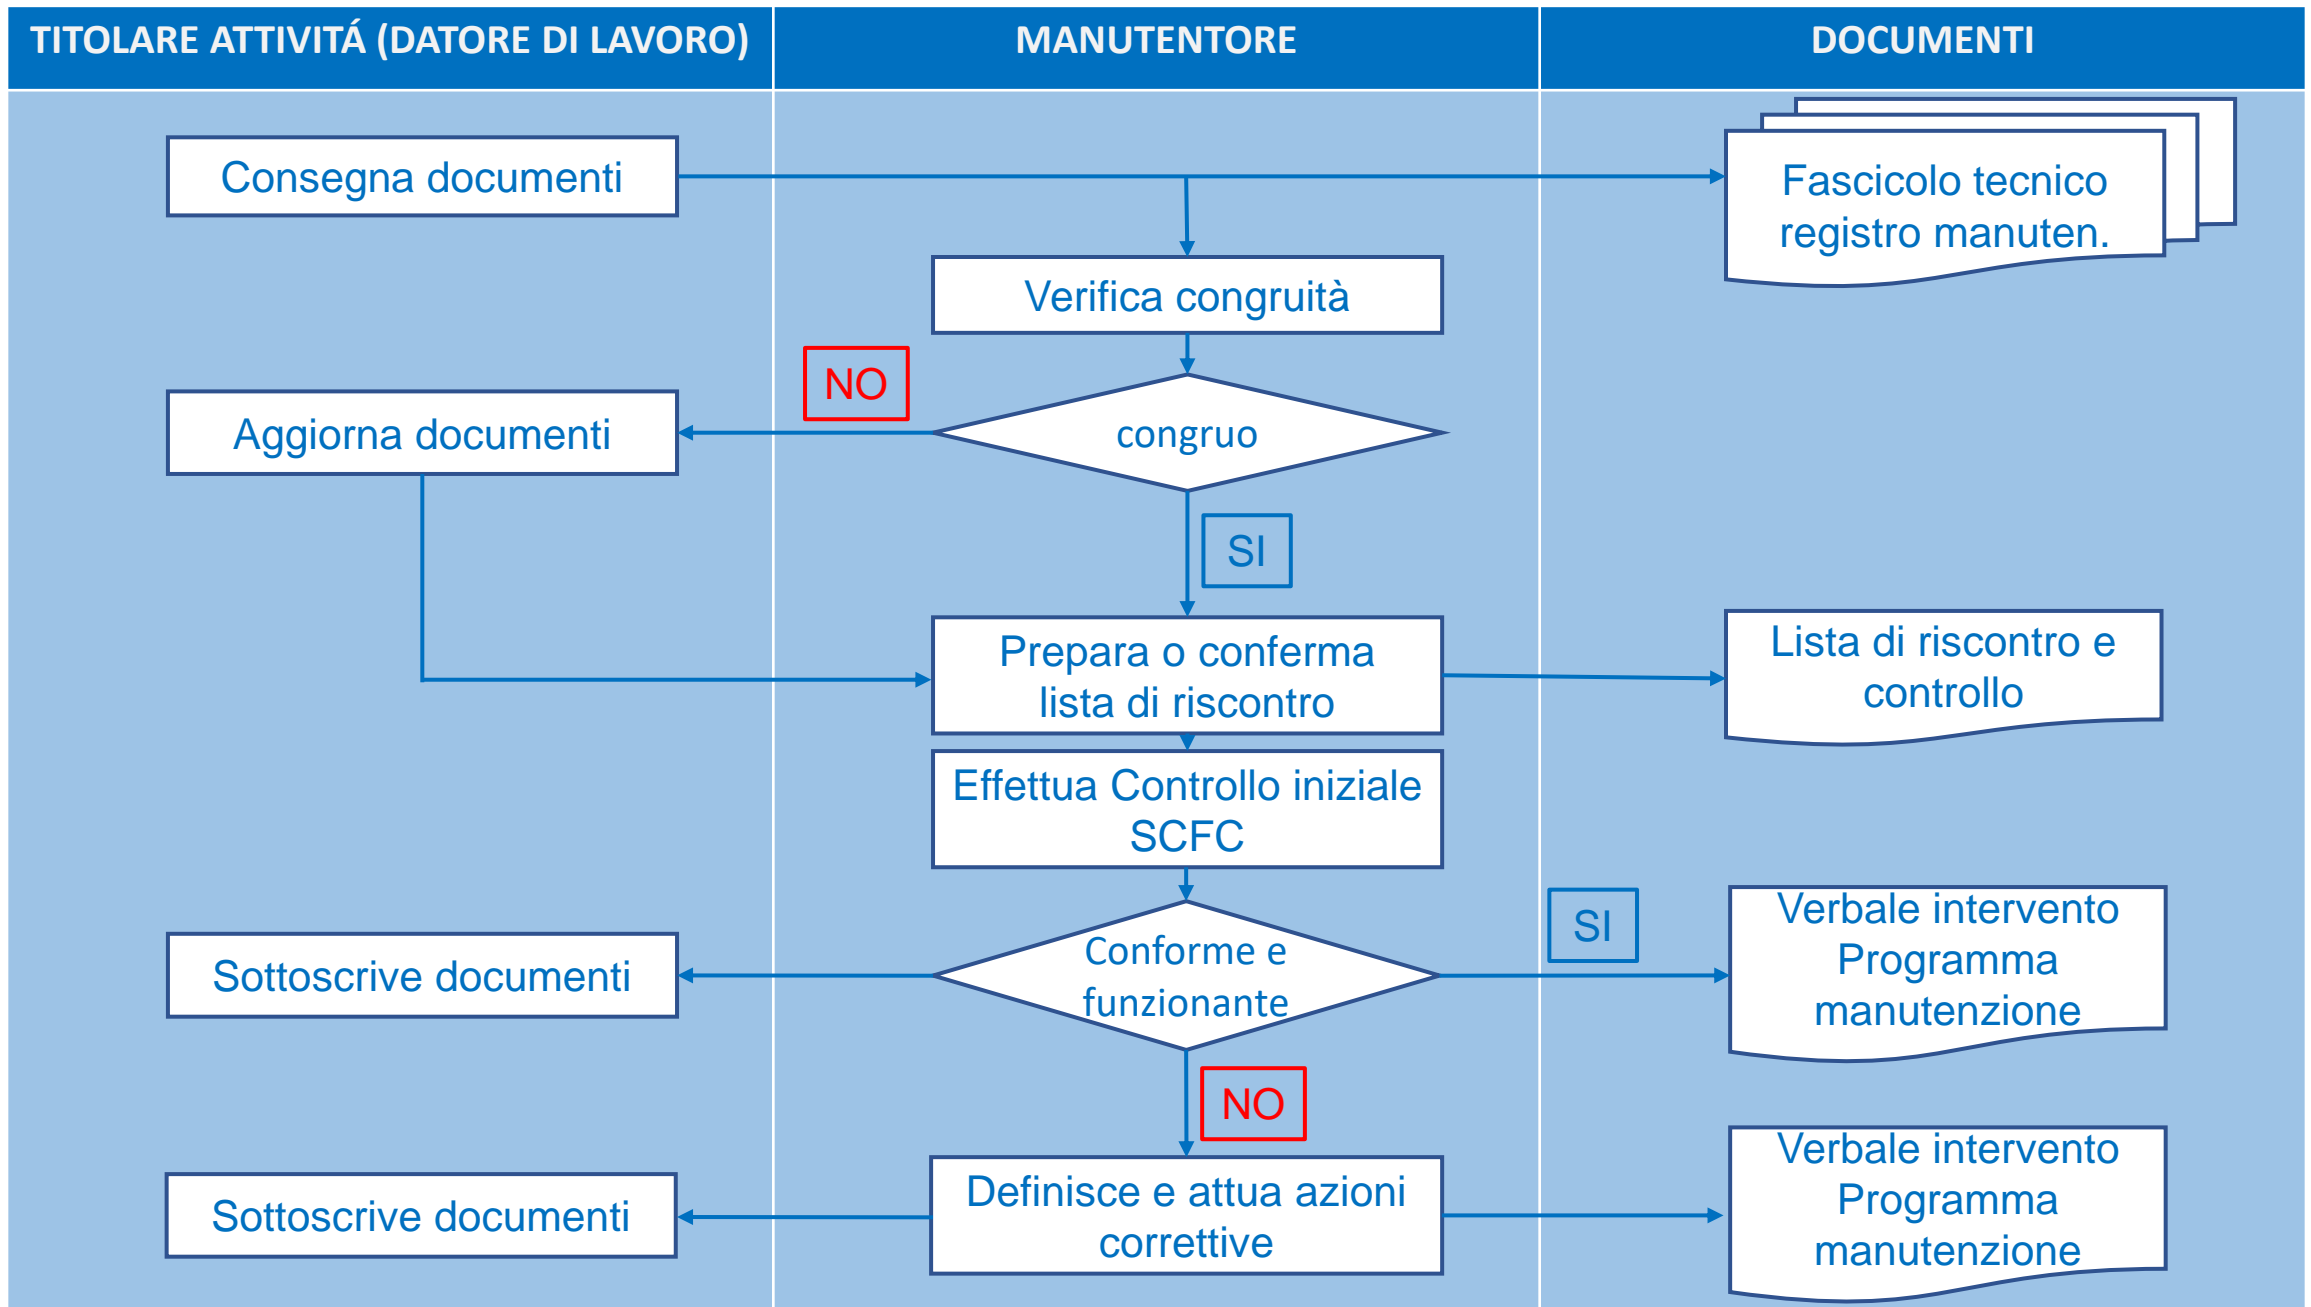 TITOLARE ATTIVITÁ (DATORE DI LAVORO)
MANUTENTORE
DOCUMENTI
Consegna documenti
Fascicolo tecnico
registro manuten.
Verifica congruità
NO
Aggiorna documenti
congruo
SI
Prepara o conferma
lista di riscontro
Lista di riscontro e
controllo
Effettua Controllo iniziale
SCFC
SI
Verbale intervento
Programma
manutenzione
Sottoscrive documenti
Conforme e
funzionante
NO
Sottoscrive documenti
Definisce e attua azioni
correttive
Verbale intervento
Programma
manutenzione